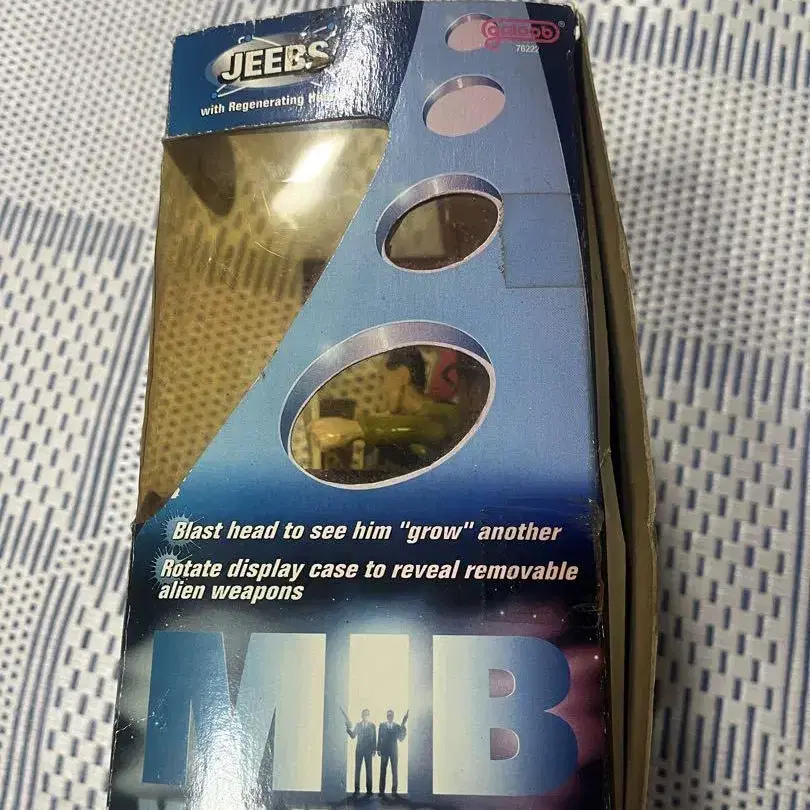 JEEBS
with Regenerating
galoob®
76222
Blast head to see him "grow" another
Rotate display case to reveal removable
alien weapons
MIB